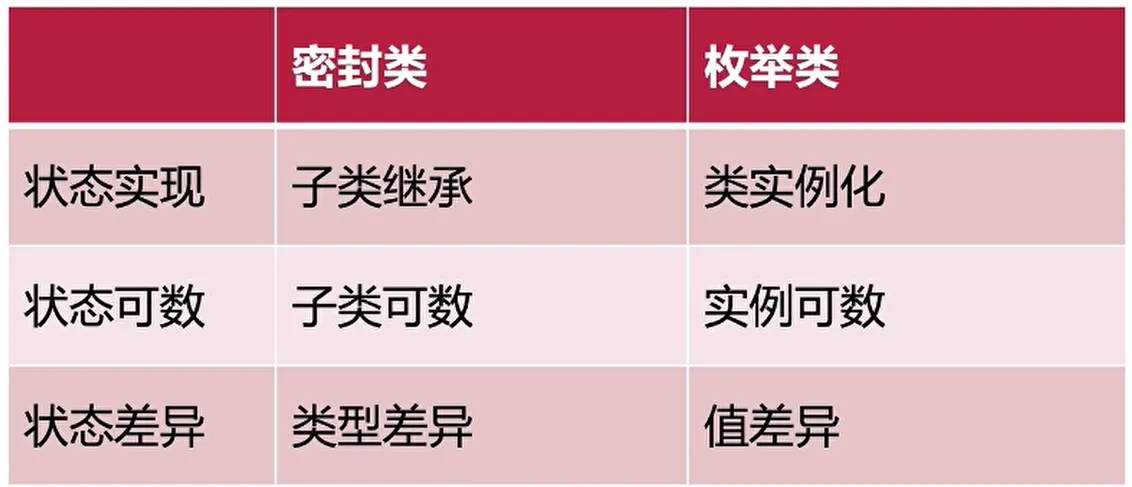 密封类 枚举类
状态实现 子类继承 类实例化
状态可数 子类可数 实例可数
状态差异 类型差异 值差异